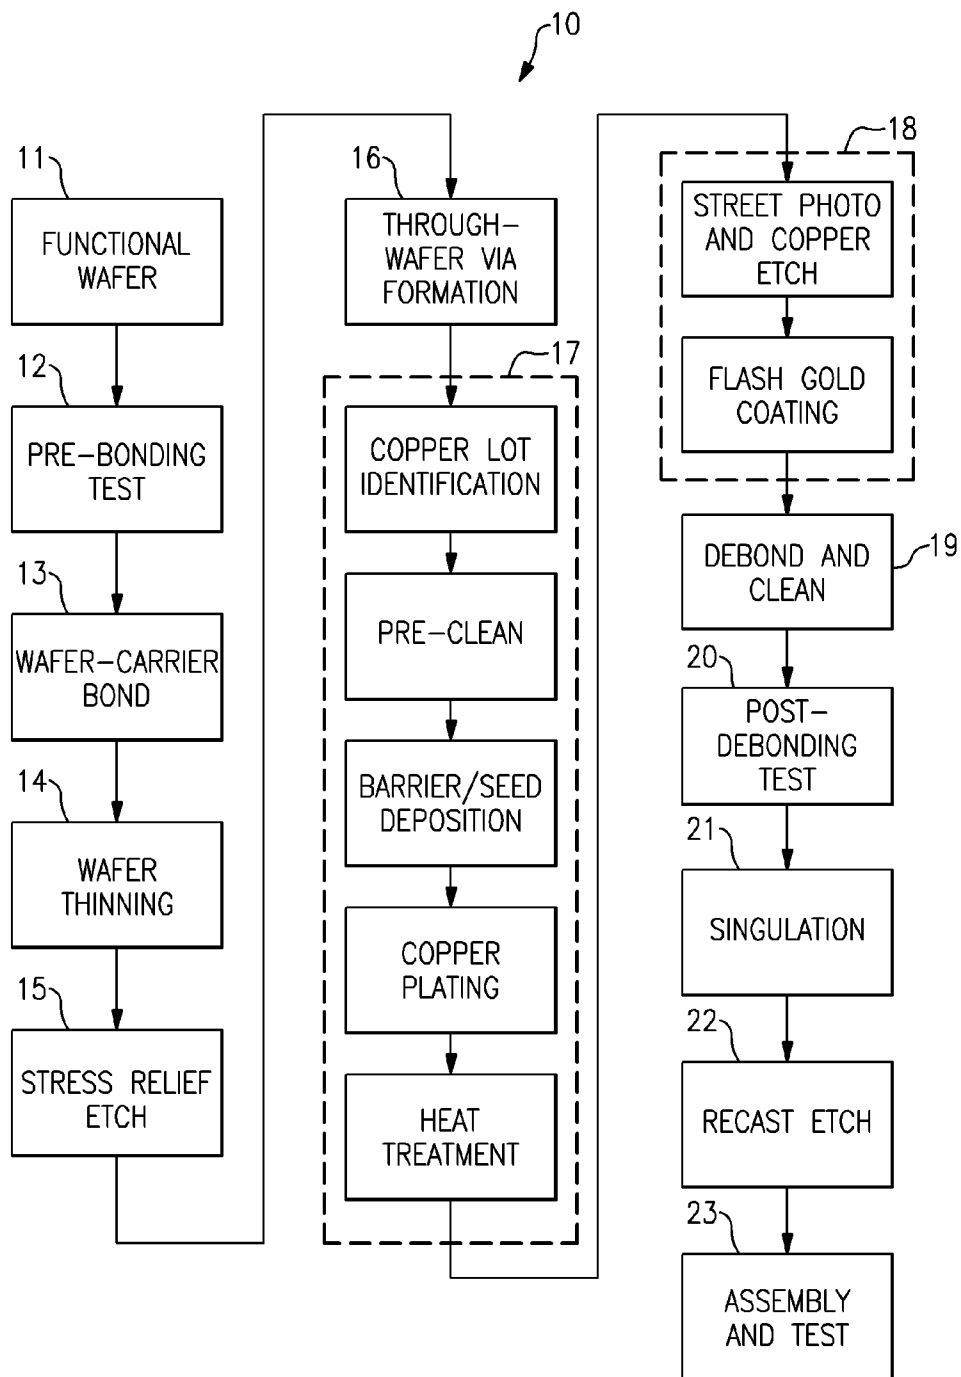 10
11
FUNCTIONAL
WAFER
12
PRE-BONDING
TEST
13
WAFER-CARRIER
BOND
14
WAFER
THINNING
15
STRESS RELIEF
ETCH
16
THROUGH-
WAFER VIA
FORMATION
17
COPPER LOT
IDENTIFICATION
PRE-CLEAN
BARRIER/SEED
DEPOSITION
COPPER
PLATING
HEAT
TREATMENT
18
STREET PHOTO
AND COPPER
ETCH
FLASH GOLD
COATING
DEBOND AND
CLEAN
19
20
POST-
DEBONDING
TEST
21
SINGULATION
22
RECAST ETCH
23
ASSEMBLY
AND TEST